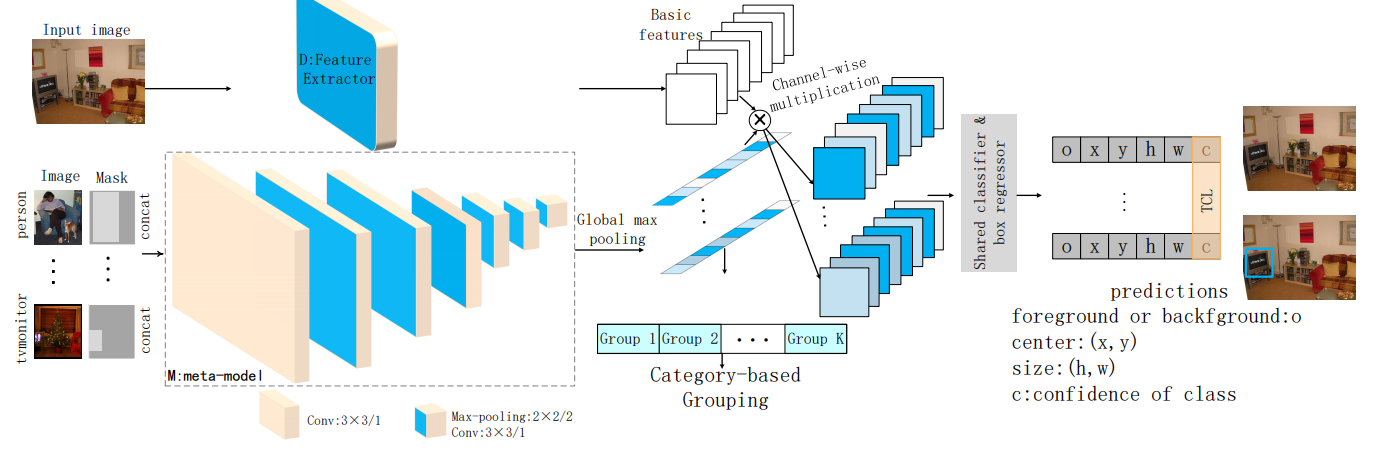 Input image
D:Feature
Extractor
Basic
features
Channel-wise
multiplication
Image
Mask
person
concat
tvmonitor
concat
M:meta-model
Global max
pooling
Group 1
Group 2
...
Group K
Category-based
Grouping
Shared classifier &
box regressor
o x y h w c
TCL
o x y h w c
predictions
foreground or backfground:o
center:(x,y)
size:(h,w)
c:confidence of class
Conv:3×3/1
Max-pooling:2×2/2
Conv:3×3/1